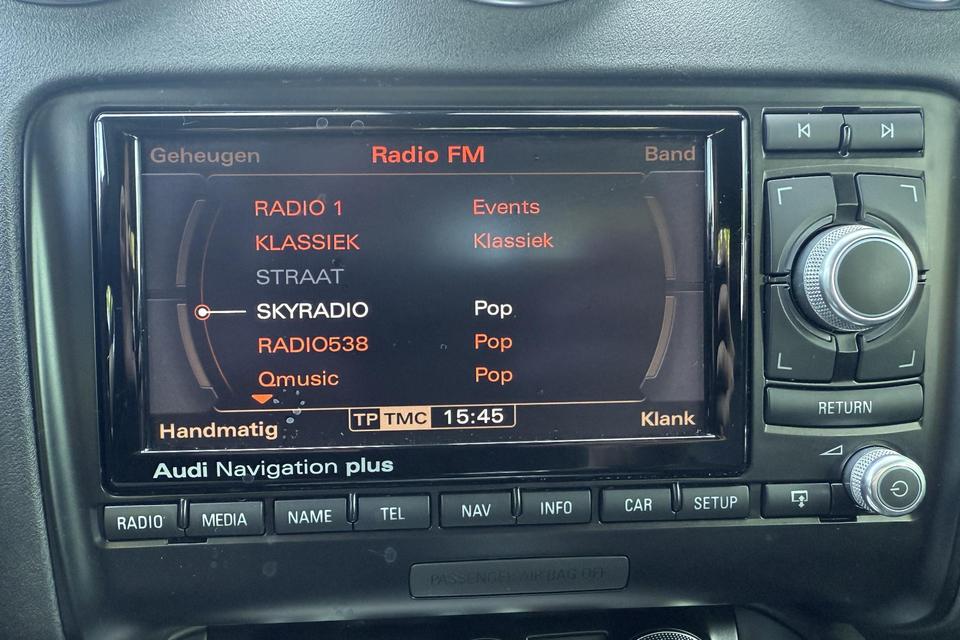 Geheugen Radio FM Band
RADIO 1 Events
KLASSIEK Klassiek
STRAAT
SKYRADIO Pop
RADIO538 Pop
Qmusic Pop
Handmatig TP TMC 15:45 Klank
Audi Navigation plus
RETURN
RADIO MEDIA NAME TEL NAV INFO CAR SETUP
PASSENGER AIR BAG OFF